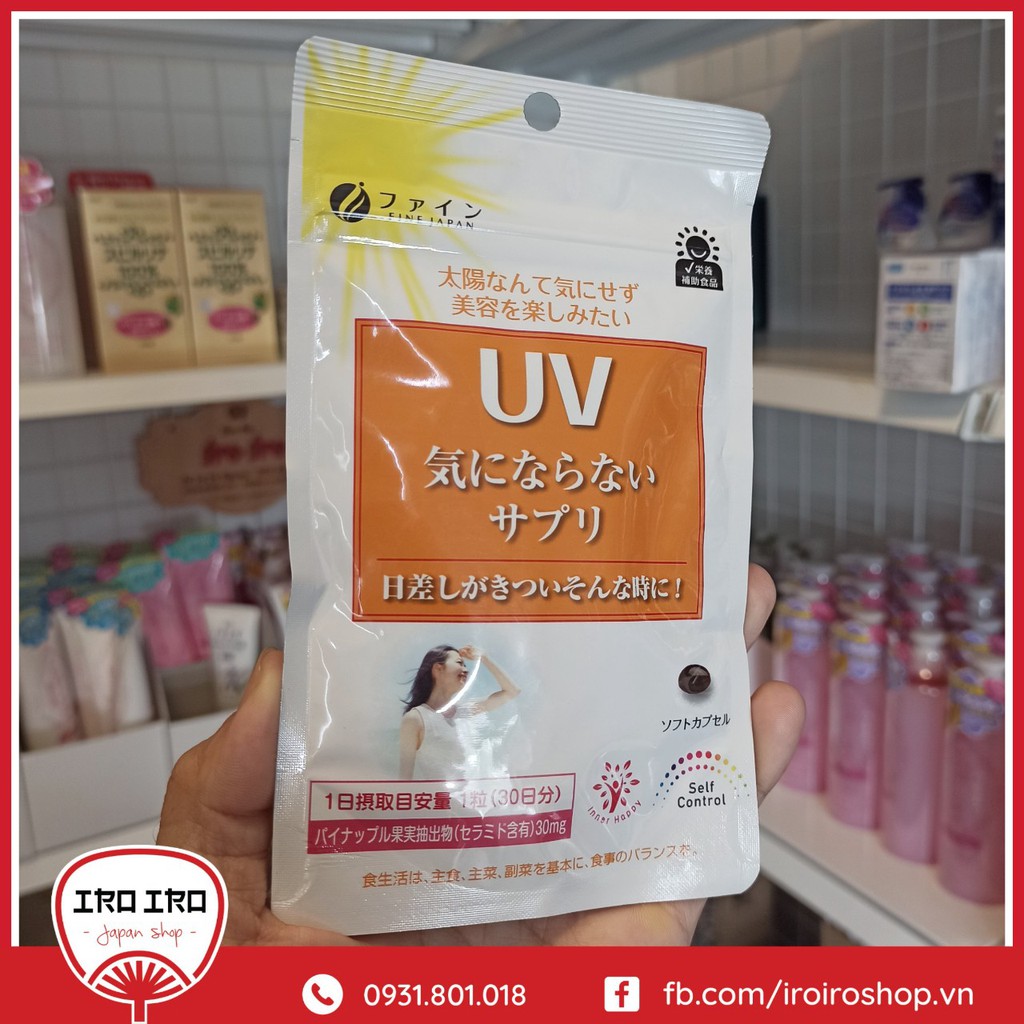 ファイン
FINE JAPAN
✓栄養
補助食品
太陽なんて気にせず
美容を楽しみたい
UV
気にならない
サプリ
日差しがきついそんな時に！
ソフトカプセル
1日摂取目安量 1粒（30日分）
パイナップル果実抽出物（セラミド含有）30mg
Inner Happy
Self
Control
食生活は、主食、主菜、副菜を基本に、食事のバランスを。
IRO IRO
- Japan Shop -
0931.801.018
fb.com/iroiroshop.vn